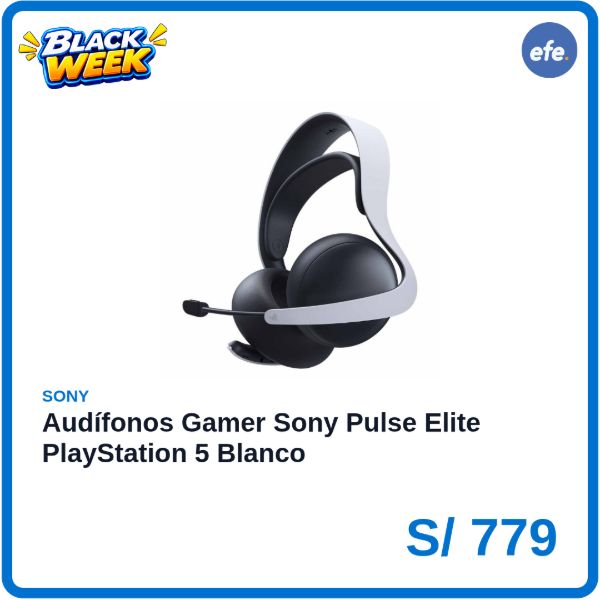 BLACK
WEEK
efe.
SONY
Audífonos Gamer Sony Pulse Elite
PlayStation 5 Blanco
S/ 779